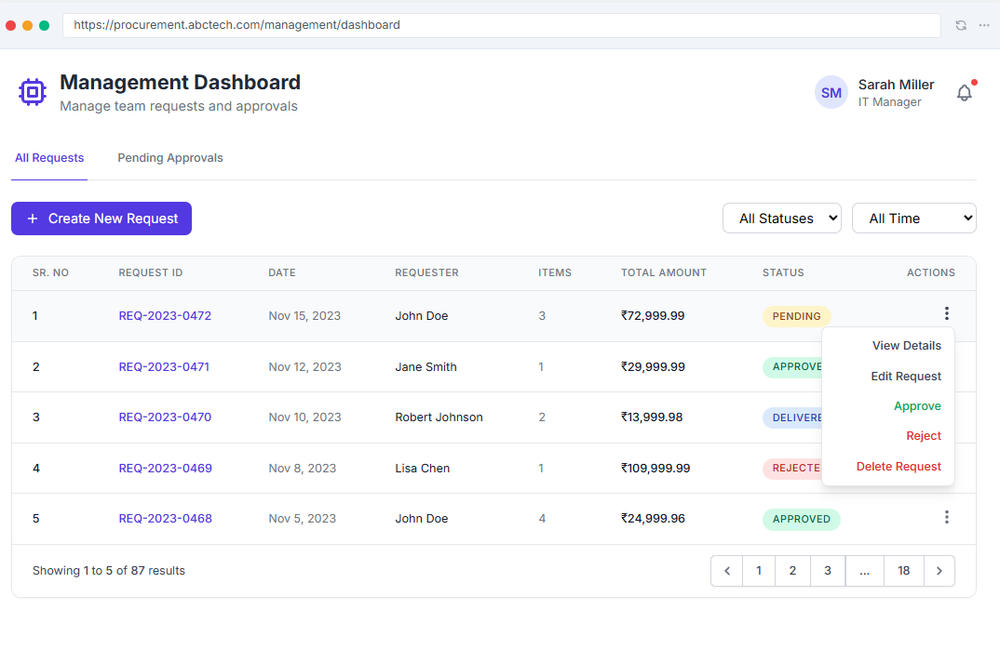 https://procurement.abctech.com/management/dashboard
Management Dashboard
Manage team requests and approvals
SM
Sarah Miller
IT Manager
All Requests Pending Approvals
+ Create New Request
All Statuses
All Time
SR. NO REQUEST ID DATE REQUESTER ITEMS TOTAL AMOUNT STATUS ACTIONS
1 REQ-2023-0472 Nov 15, 2023 John Doe 3 ₹72,999.99 PENDING
2 REQ-2023-0471 Nov 12, 2023 Jane Smith 1 ₹29,999.99 APPROVE
3 REQ-2023-0470 Nov 10, 2023 Robert Johnson 2 ₹13,999.98 DELIVERE
4 REQ-2023-0469 Nov 8, 2023 Lisa Chen 1 ₹109,999.99 REJECTE
5 REQ-2023-0468 Nov 5, 2023 John Doe 4 ₹24,999.96 APPROVED
View Details
Edit Request
Approve
Reject
Delete Request
Showing 1 to 5 of 87 results
1 2 3 ... 18